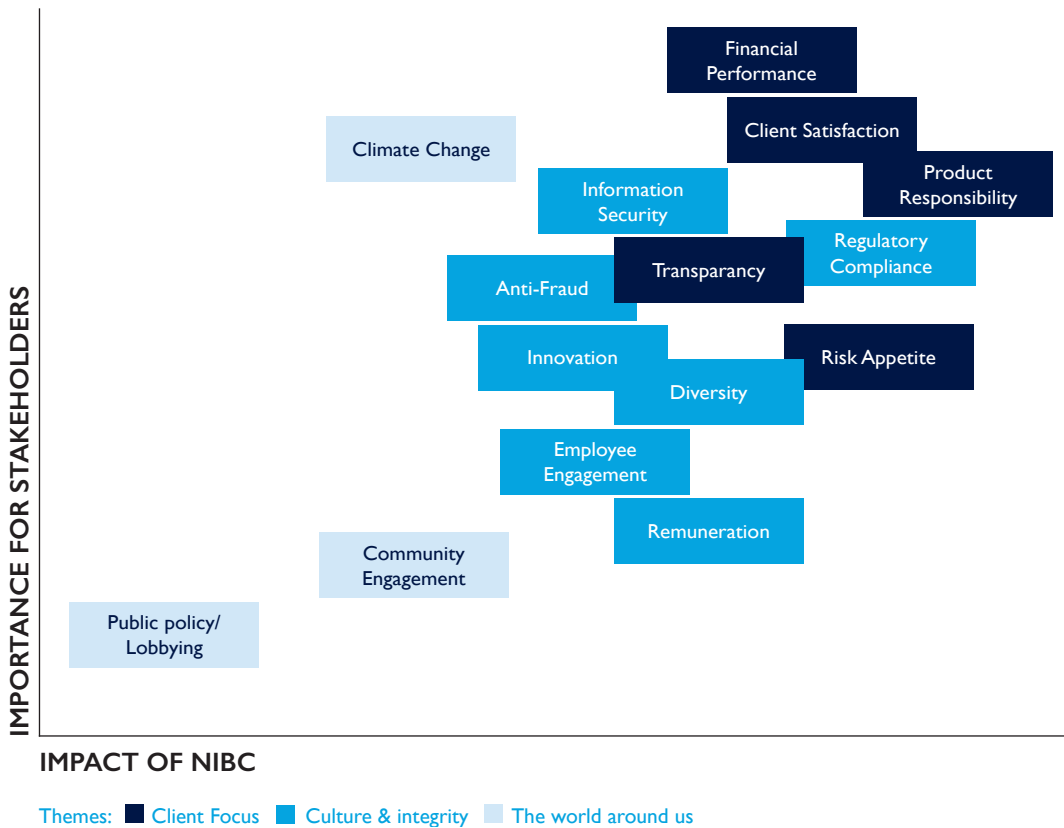 Financial
Performance
Client Satisfaction
Climate Change
Product
Responsibility
Information
Security
Regulatory
Compliance
Transparancy
Anti-Fraud
Innovation
Risk Appetite
Diversity
Employee
Engagement
Remuneration
Community
Engagement
Public policy/
Lobbying
IMPORTANCE FOR STAKEHOLDERS
IMPACT OF NIBC
Themes: Client Focus Culture & integrity The world around us